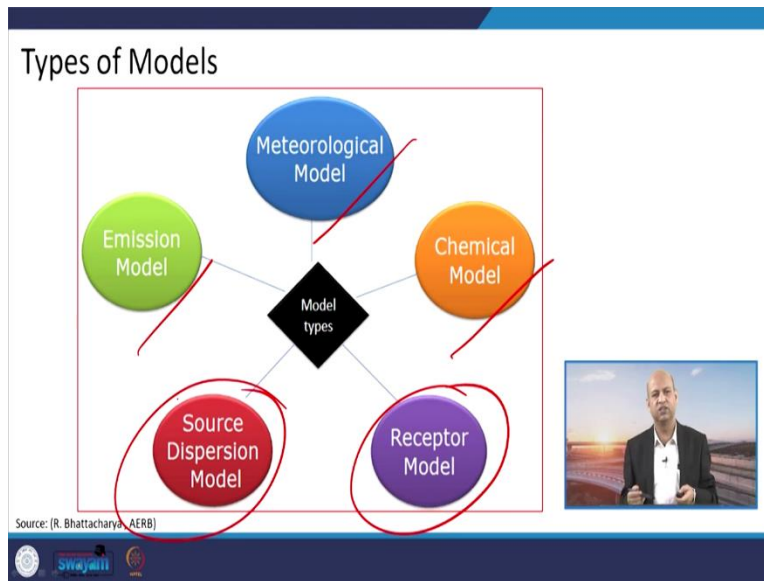 Types of Models
Meteorological
Model
Emission
Model
Chemical
Model
Model
types
Source
Dispersion
Model
Receptor
Model
Source: (R. Bhattacharya , AERB)
swayam